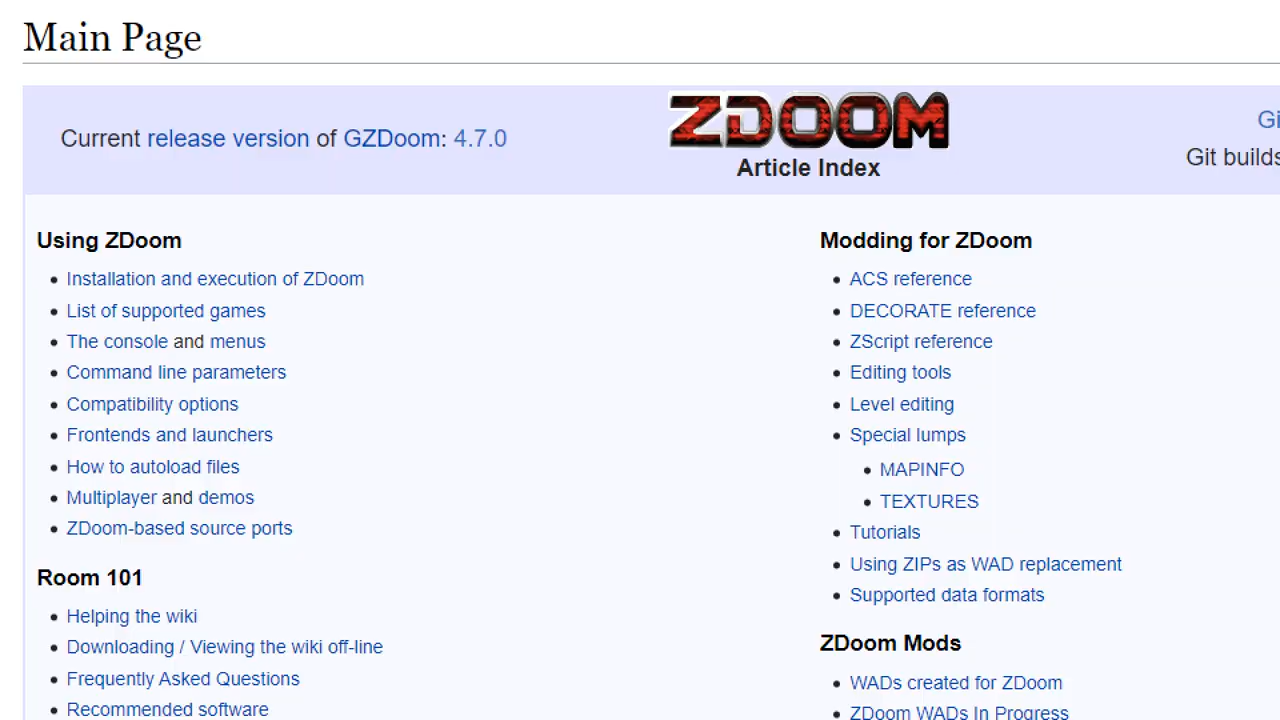 Main Page
Current release version of GZDoom: 4.7.0
ZDOOM
Article Index
Git builds
Using ZDoom
Installation and execution of ZDoom
List of supported games
The console and menus
Command line parameters
Compatibility options
Frontends and launchers
How to autoload files
Multiplayer and demos
ZDoom-based source ports
Room 101
Helping the wiki
Downloading / Viewing the wiki off-line
Frequently Asked Questions
Recommended software
Modding for ZDoom
ACS reference
DECORATE reference
ZScript reference
Editing tools
Level editing
Special lumps
MAPINFO
TEXTURES
Tutorials
Using ZIPs as WAD replacement
Supported data formats
ZDoom Mods
WADs created for ZDoom
ZDoom WADs In Progress